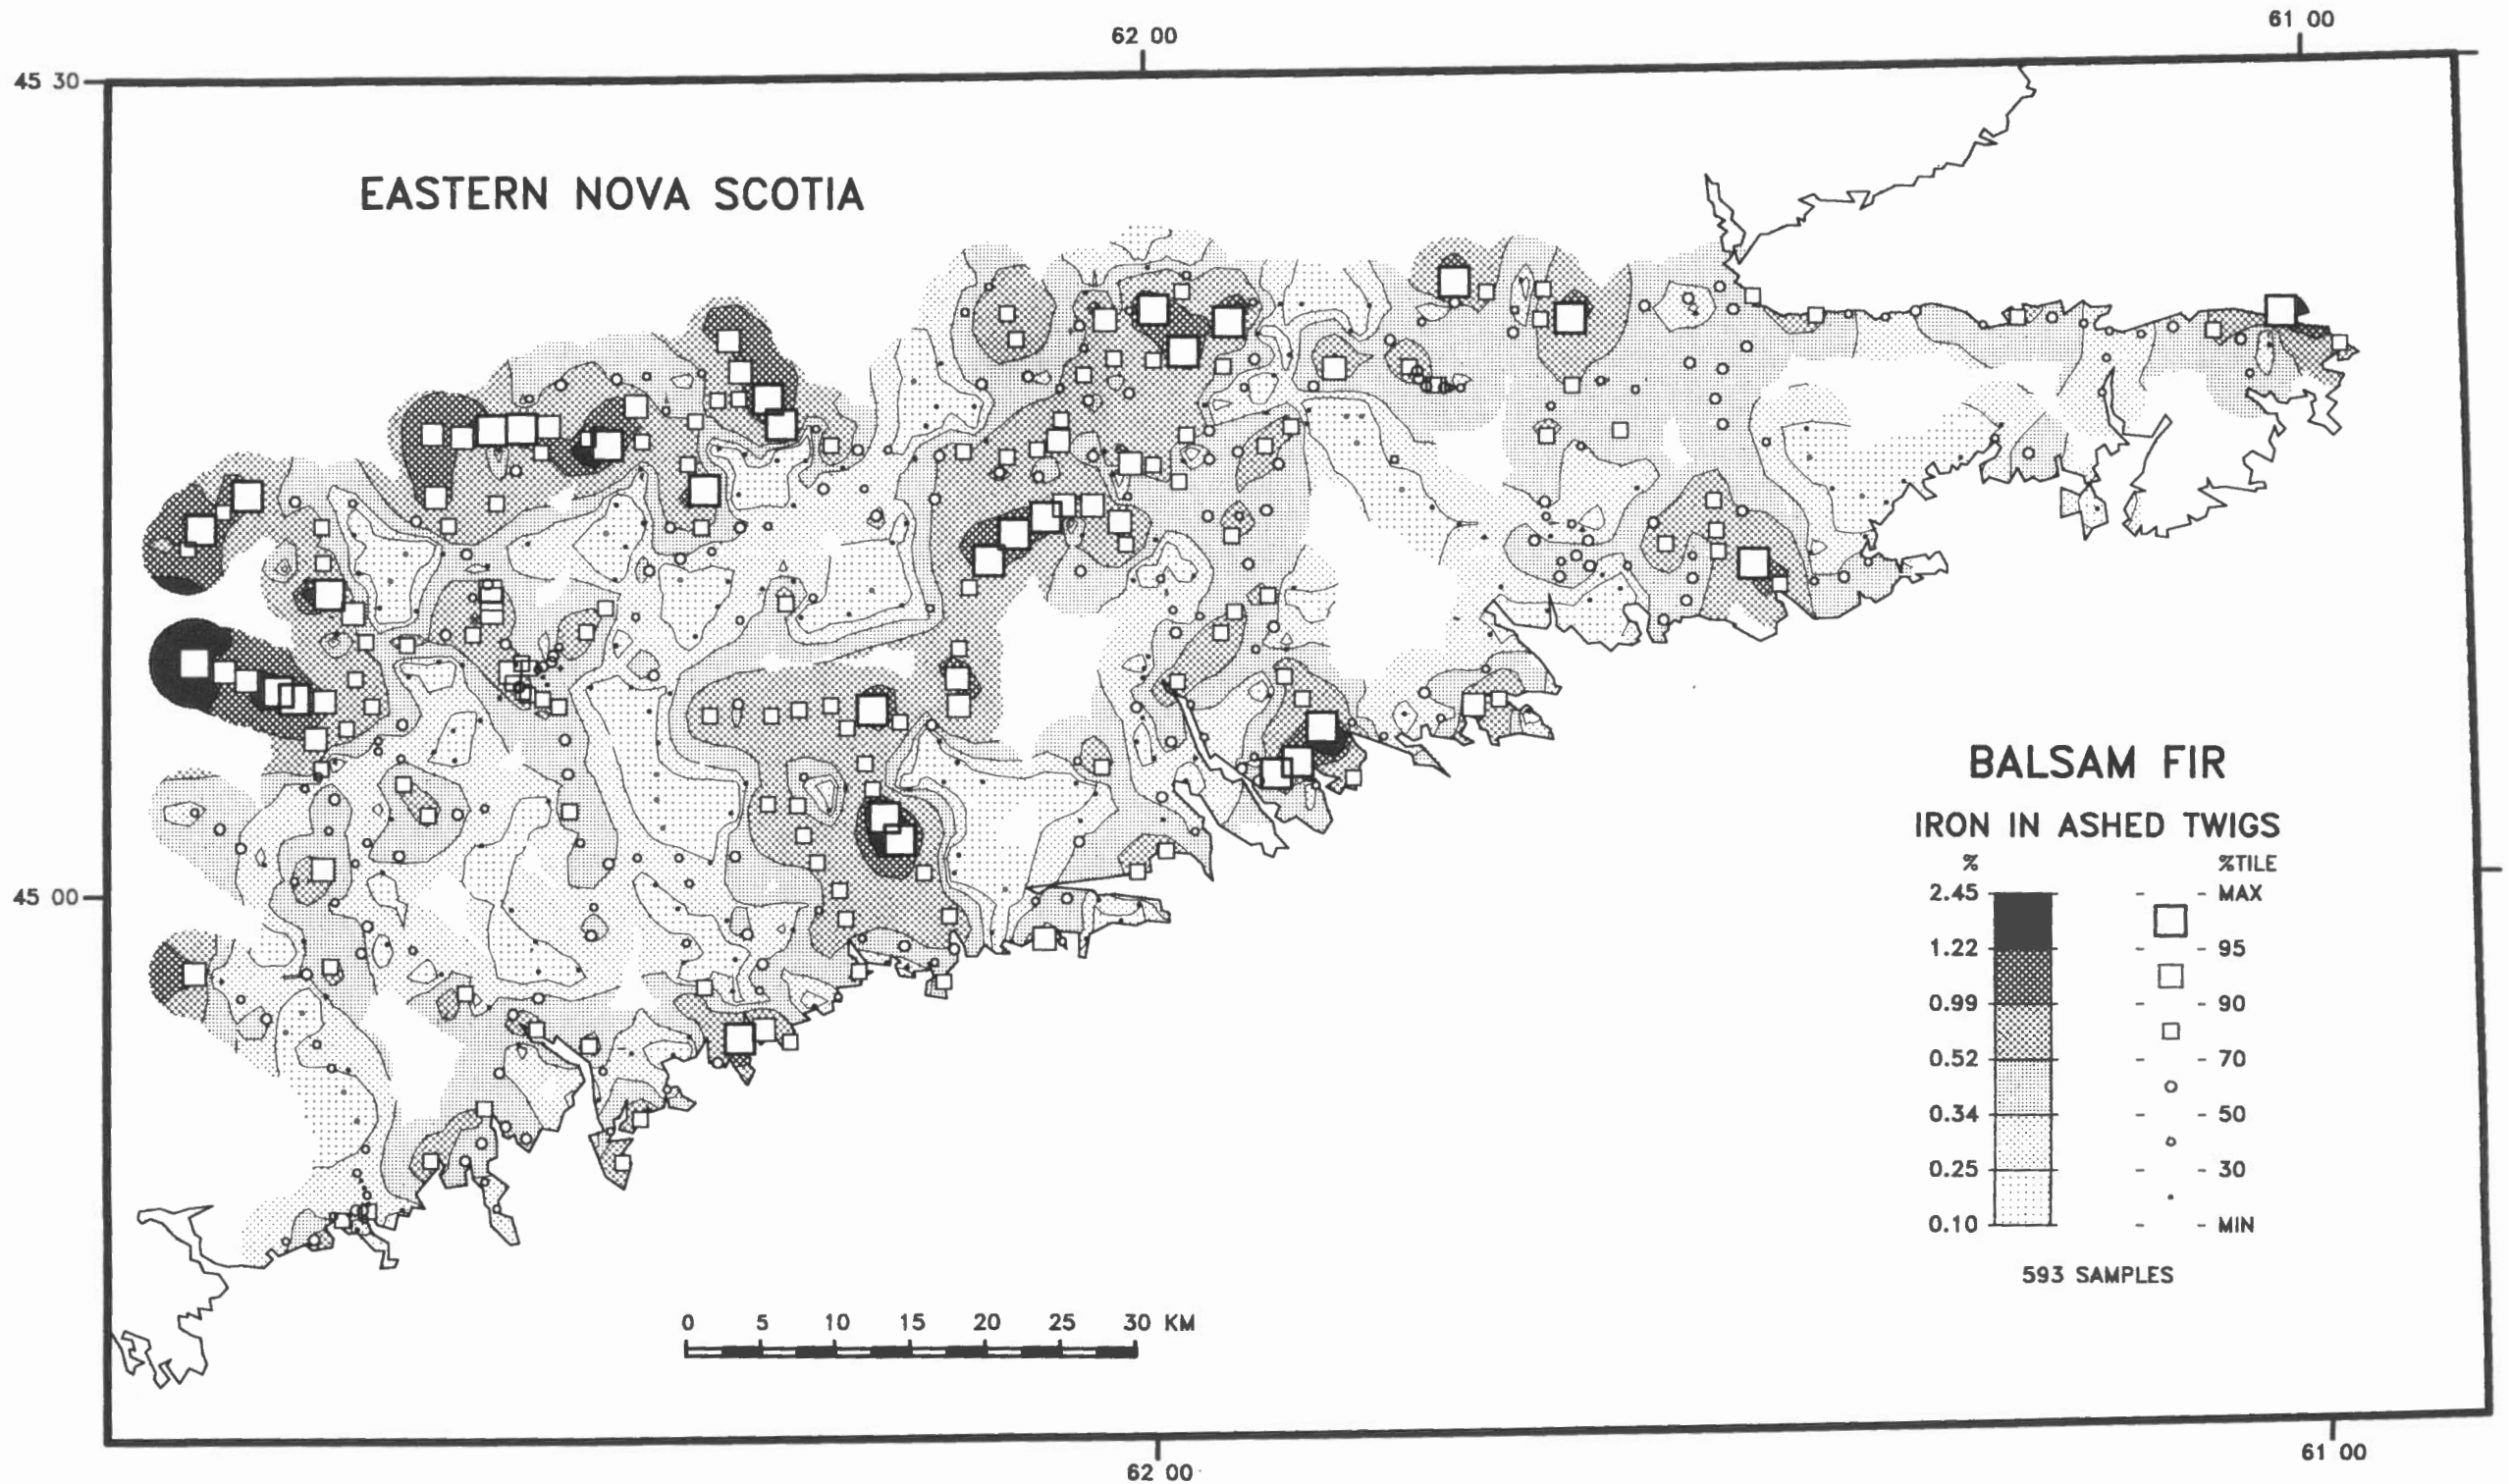 61 00
62 00
45 30
EASTERN NOVA SCOTIA
BALSAM FIR
IRON IN ASHED TWIGS
% %TILE
2.45 - - MAX
1.22 - - 95
0.99 - - 90
0.52 - - 70
0.34 - - 50
0.25 - - 30
0.10 - - MIN
45 00
593 SAMPLES
0 5 10 15 20 25 30 KM
61 00
62 00